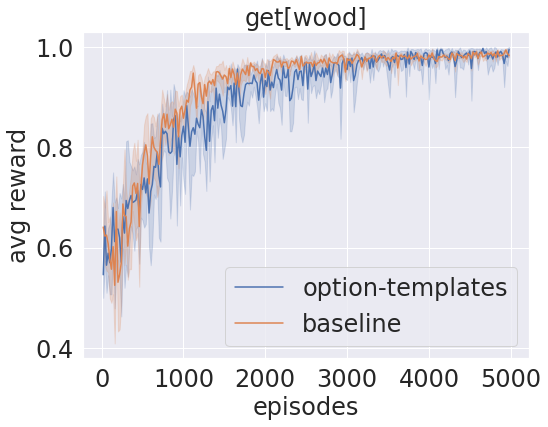 get[wood]
avg reward
1.0
0.8
0.6
0.4
option-templates
baseline
0 1000 2000 3000 4000 5000
episodes